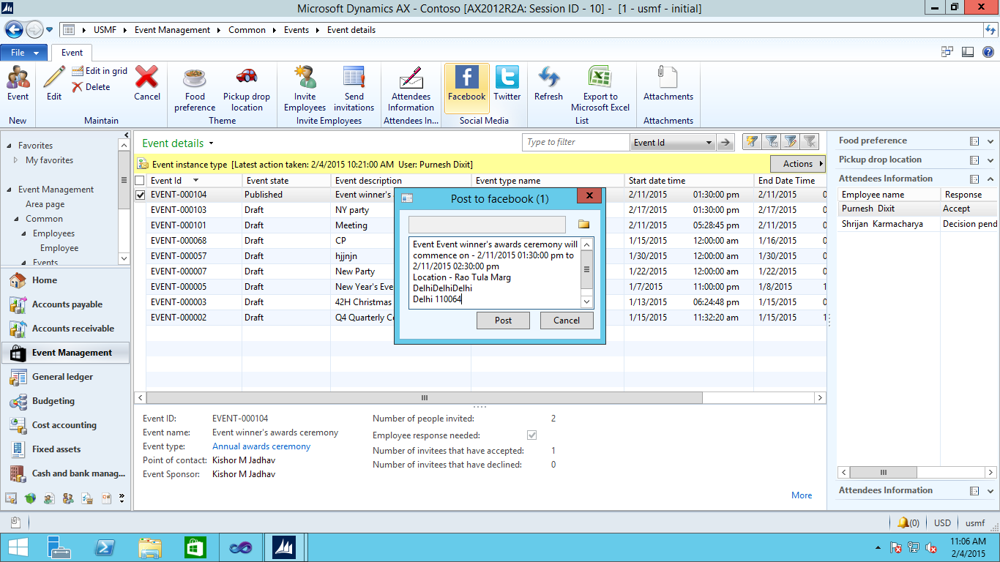 Microsoft Dynamics AX - Contoso [AX2012R2A: Session ID - 10] - [1 - usmf - initial]
USMF Event Management Common Events Event details
File Event
Event
New
Edit
Edit in grid
Delete
Cancel
Maintain
Food preference
Pickup drop location
Theme
Invite Employees
Send invitations
Invite Employees
Attendees Information
Attendees In...
Facebook
Twitter
Social Media
Refresh
Export to Microsoft Excel
List
Attachments
Attachments
Favorites
My favorites
Event Management
Area page
Common
Employees
Employee
Events
Home
Accounts payable
Accounts receivable
Event Management
General ledger
Budgeting
Cost accounting
Fixed assets
Cash and bank manag...
Event details
Type to filter
Event Id
Event instance type [Latest action taken: 2/4/2015 10:21:00 AM User: Purnesh Dixit]
Actions
Event Id Event state Event description Event type name Start date time End Date Time
EVENT-000104 Published Event winner's 2/11/2015 01:30:00 pm 2/11/2015 0
EVENT-000103 Draft NY party 2/17/2015 01:30:00 pm 2/17/2015 0
EVENT-000101 Draft Meeting 2/11/2015 05:28:45 pm 2/11/2015 0
EVENT-000068 Draft CP 1/15/2015 12:00:00 am 1/16/2015 0
EVENT-000057 Draft hjjnjn 1/30/2015 12:00:00 am 1/30/2015 0
EVENT-000007 Draft New Party 1/22/2015 12:00:00 am 1/22/2015 0
EVENT-000005 Draft New Year's Eve 1/7/2015 11:00:00 pm 1/8/2015 1
EVENT-000003 Draft 42H Christmas 1/13/2015 06:24:48 pm 1/15/2015 0
EVENT-000002 Draft Q4 Quarterly Ce 1/15/2015 11:32:20 am 1/15/2015 1
Post to facebook (1)
Event Event winner's awards ceremony will
commence on - 2/11/2015 01:30:00 pm to
2/11/2015 02:30:00 pm
Location - Rao Tula Marg
DelhiDelhiDelhi
Delhi 110064
Post Cancel
Event ID: EVENT-000104
Event name: Event winner's awards ceremony
Event type: Annual awards ceremony
Point of contact: Kishor M Jadhav
Event Sponsor: Kishor M Jadhav
Number of people invited: 2
Employee response needed:
Number of invitees that have accepted: 1
Number of invitees that have declined: 0
More
Food preference
Pickup drop location
Attendees Information
Employee name Response
Purnesh Dixit Accept
Shrijan Karmacharya Decision pend
Attendees Information
(0) USD usmf
11:06 AM
2/4/2015